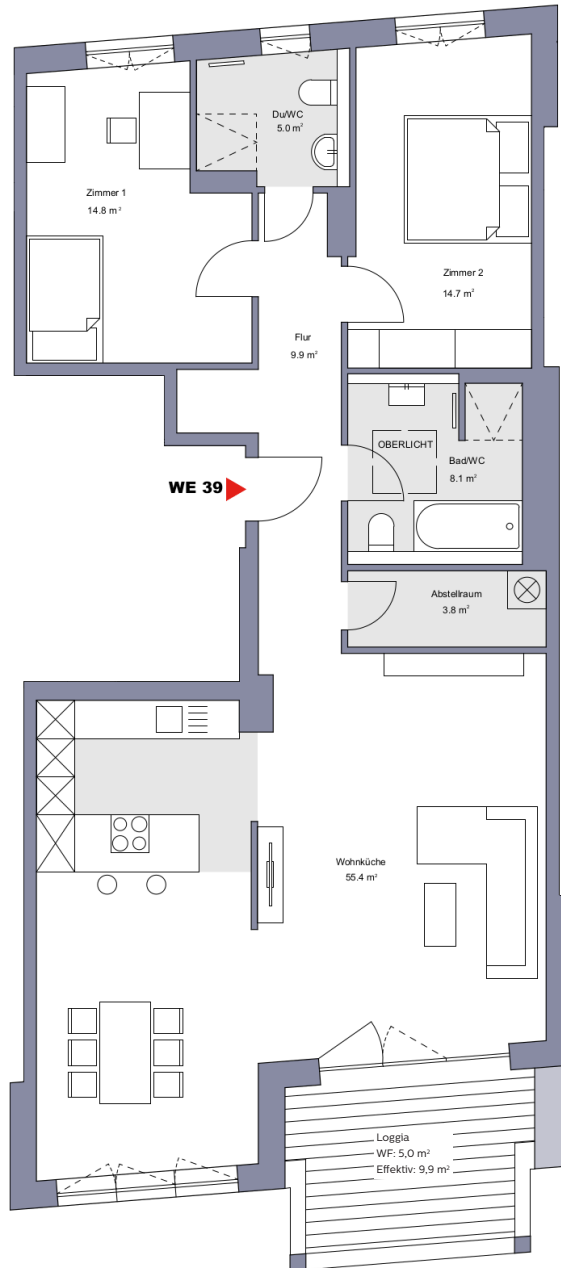 Du/WC
5.0 m²
Zimmer 1
14.8 m²
Zimmer 2
14.7 m²
Flur
9.9 m²
OBERLICHT
Bad/WC
8.1 m²
WE 39
Abstellraum
3.8 m²
Wohnküche
55.4 m²
Loggia
WF: 5,0 m²
Effektiv: 9,9 m²